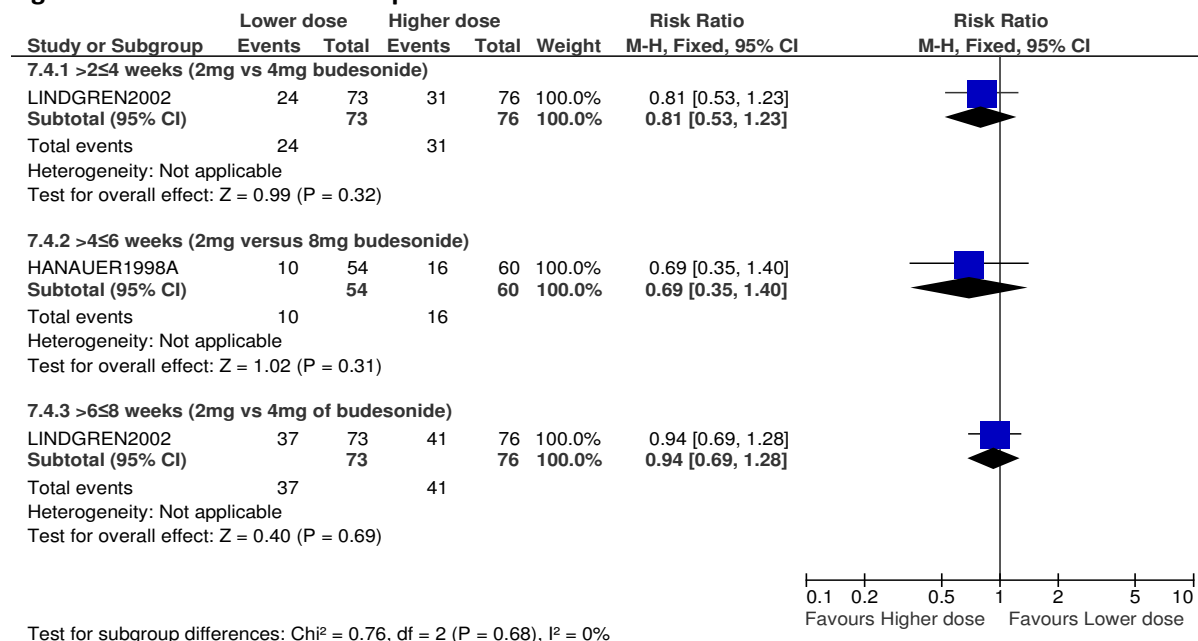 Lower dose Higher dose Risk Ratio Risk Ratio
Study or Subgroup Events Total Events Total Weight M-H, Fixed, 95% CI M-H, Fixed, 95% CI
7.4.1 >2≤4 weeks (2mg vs 4mg budesonide)
LINDGREN2002 24 73 31 76 100.0% 0.81 [0.53, 1.23]
Subtotal (95% CI) 73 76 100.0% 0.81 [0.53, 1.23]
Total events 24 31
Heterogeneity: Not applicable
Test for overall effect: Z = 0.99 (P = 0.32)
7.4.2 >4≤6 weeks (2mg versus 8mg budesonide)
HANAUER1998A 10 54 16 60 100.0% 0.69 [0.35, 1.40]
Subtotal (95% CI) 54 60 100.0% 0.69 [0.35, 1.40]
Total events 10 16
Heterogeneity: Not applicable
Test for overall effect: Z = 1.02 (P = 0.31)
7.4.3 >6≤8 weeks (2mg vs 4mg of budesonide)
LINDGREN2002 37 73 41 76 100.0% 0.94 [0.69, 1.28]
Subtotal (95% CI) 73 76 100.0% 0.94 [0.69, 1.28]
Total events 37 41
Heterogeneity: Not applicable
Test for overall effect: Z = 0.40 (P = 0.69)
0.1 0.2 0.5 1 2 5 10
Favours Higher dose Favours Lower dose
Test for subgroup differences: Chi² = 0.76, df = 2 (P = 0.68), I² = 0%